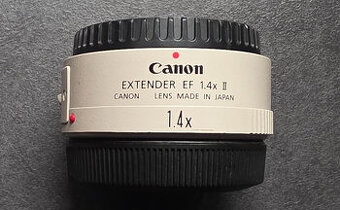 Canon
EXTENDER EF 1.4x II
CANON LENS MADE IN JAPAN
1.4x